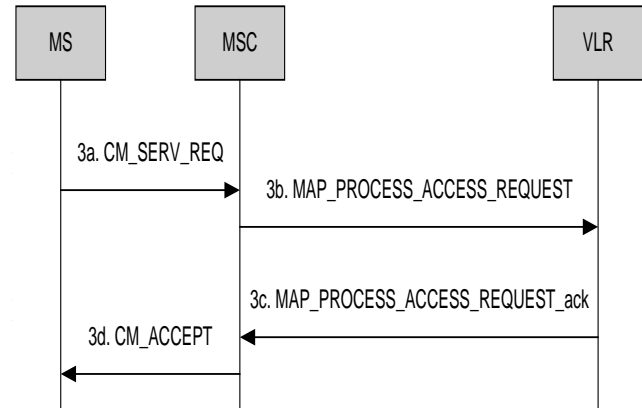 MS
MSC
VLR
3a. CM_SERV_REQ
3b. MAP_PROCESS_ACCESS_REQUEST
3c. MAP_PROCESS_ACCESS_REQUEST_ack
3d. CM_ACCEPT